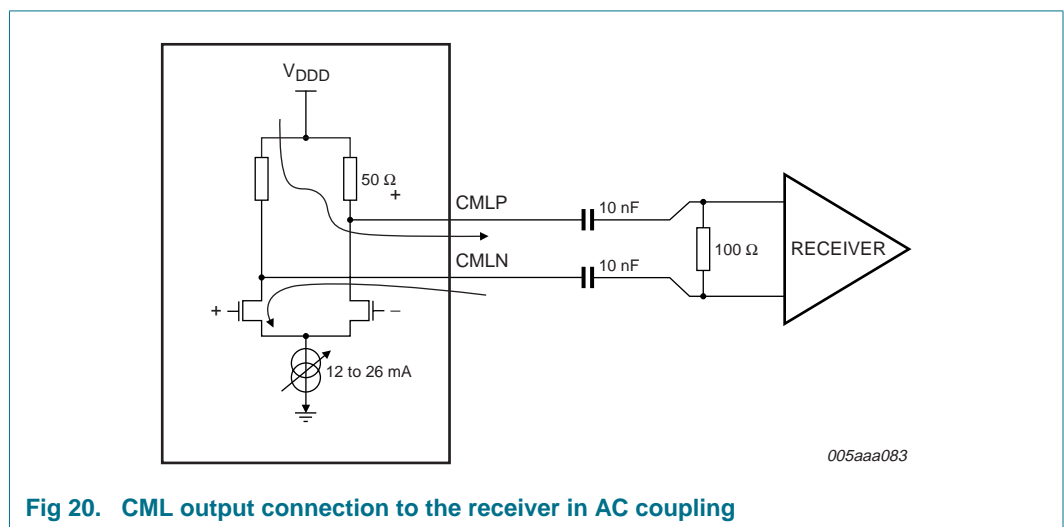 VDDD
50 Ω
+
CMLP
10 nF
CMLN
10 nF
100 Ω
RECEIVER
+
−
12 to 26 mA
005aaa083
Fig 20. CML output connection to the receiver in AC coupling